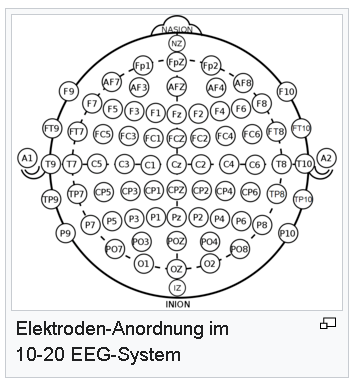 NASION
NZ
Fp1 FpZ Fp2
AF7 AF3 AFZ AF4 AF8
F9 F7 F5 F3 F1 Fz F2 F4 F6 F8 F10
FT9 FT7 FC5 FC3 FC1 FCZ FC2 FC4 FC6 FT8 FT10
A1 T9 T7 C5 C3 C1 Cz C2 C4 C6 T8 T10 A2
TP9 TP7 CP5 CP3 CP1 CPZ CP2 CP4 CP6 TP8 TP10
P9 P7 P5 P3 P1 Pz P2 P4 P6 P8 P10
PO7 PO3 POZ PO4 PO8
O1 OZ O2
IZ
INION
Elektroden-Anordnung im
10-20 EEG-System